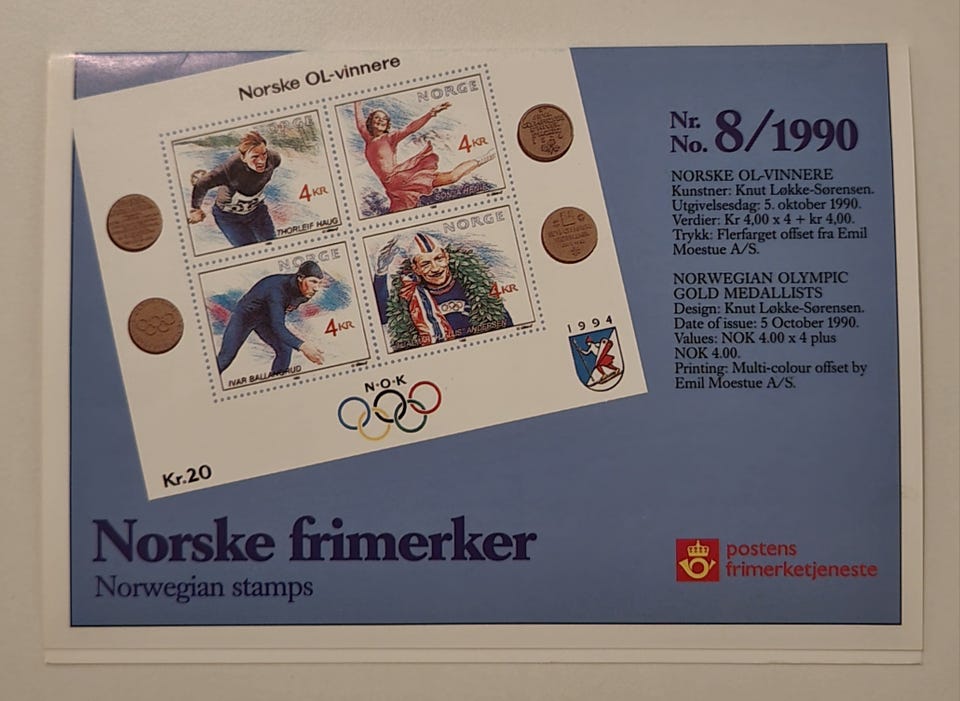 Norske OL-vinnere
NORGE
4KR
THORLEIF HAUG
NORGE
4KR
NORGE
4KR
IVAR BALLANGRUD
NORGE
4KR
1994
N·O·K
Kr.20
Nr.
No. 8/1990
NORSKE OL-VINNERE
Kunstner: Knut Løkke-Sørensen.
Utgivelsesdag: 5. oktober 1990.
Verdier: Kr 4,00 x 4 + kr 4,00.
Trykk: Flerfarget offset fra Emil
Moestue A/S.
NORWEGIAN OLYMPIC
GOLD MEDALLISTS
Design: Knut Løkke-Sørensen.
Date of issue: 5 October 1990.
Values: NOK 4.00 x 4 plus
NOK 4.00.
Printing: Multi-colour offset by
Emil Moestue A/S.
Norske frimerker
Norwegian stamps
postens
frimerketjeneste